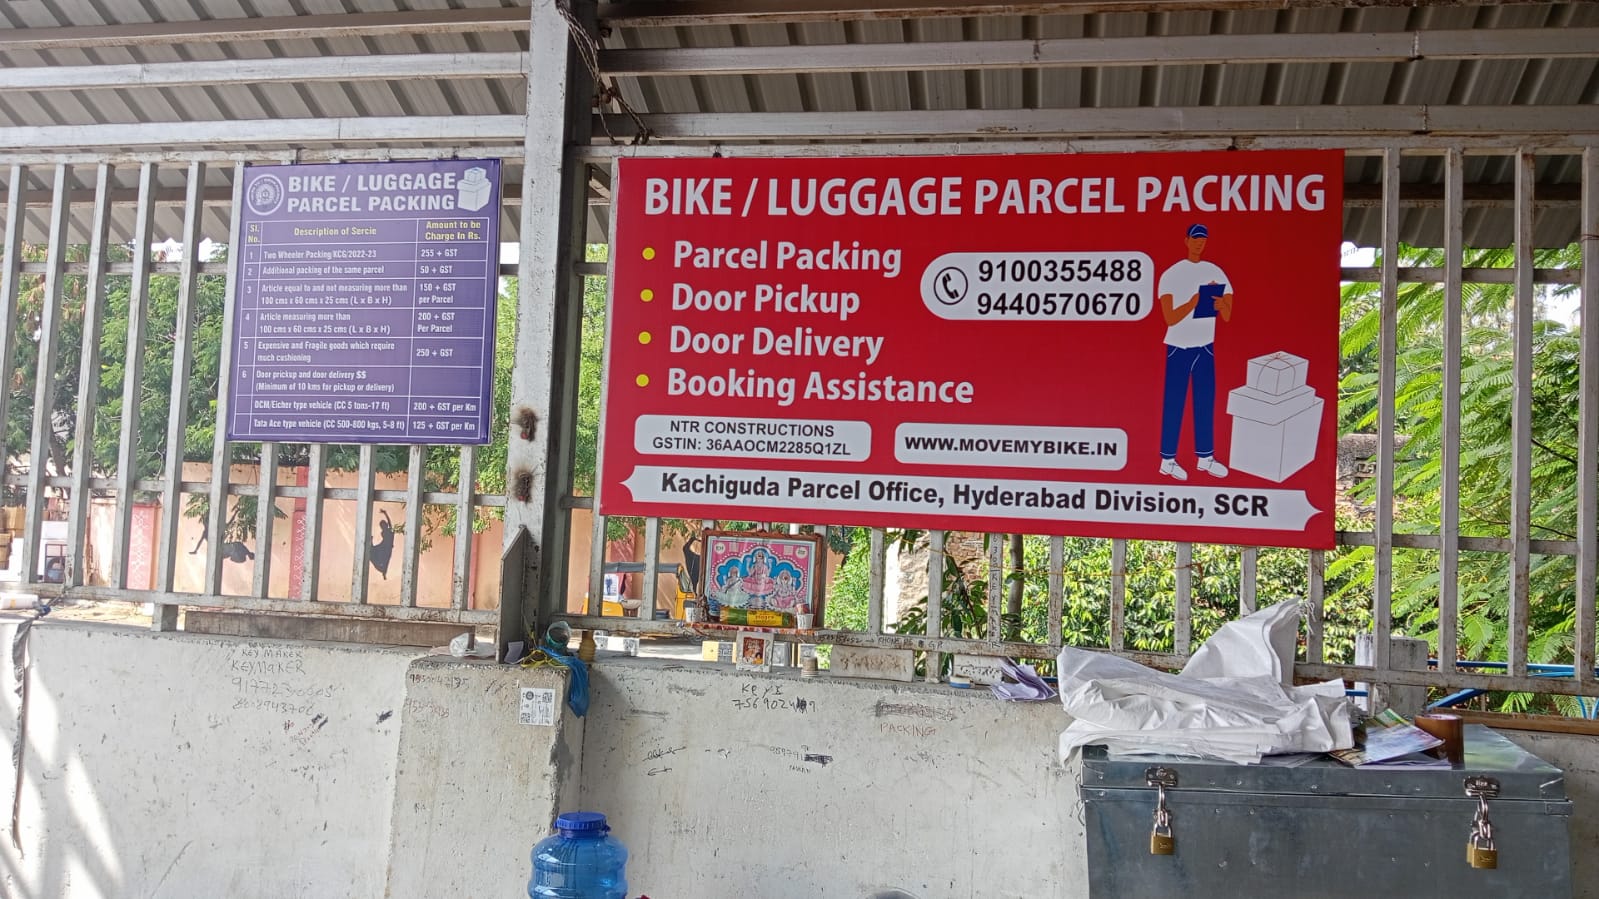 BIKE / LUGGAGE
PARCEL PACKING
Sl. No. Description of Sercie Amount to be Charge In Rs.
1 Two Wheeler Packing/KCG/2022-23 255 + GST
2 Additional packing of the same parcel 50 + GST
3 Article equal to and not measuring more than 150 + GST
100 cms x 60 cms x 25 cms (L x B x H) per Parcel
4 Article measuring more than 200 + GST
100 cms x 60 cms x 25 cms (L x B x H) Per Parcel
5 Expensive and Fragile goods which require
much cushioning 250 + GST
6 Door prickup and door delivery $$
(Minimum of 10 kms for pickup or delivery)
DCM/Eicher type vehicle (CC 5 tons-17 ft) 200 + GST per Km
Tata Ace type vehicle (CC 500-800 kgs, 5-8 ft) 125 + GST per Km
BIKE / LUGGAGE PARCEL PACKING
Parcel Packing
Door Pickup
Door Delivery
Booking Assistance
9100355488
9440570670
NTR CONSTRUCTIONS
GSTIN: 36AAOCM2285Q1ZL
WWW.MOVEMYBIKE.IN
Kachiguda Parcel Office, Hyderabad Division, SCR
KEY MAKER
KEYMAKER
PACKING